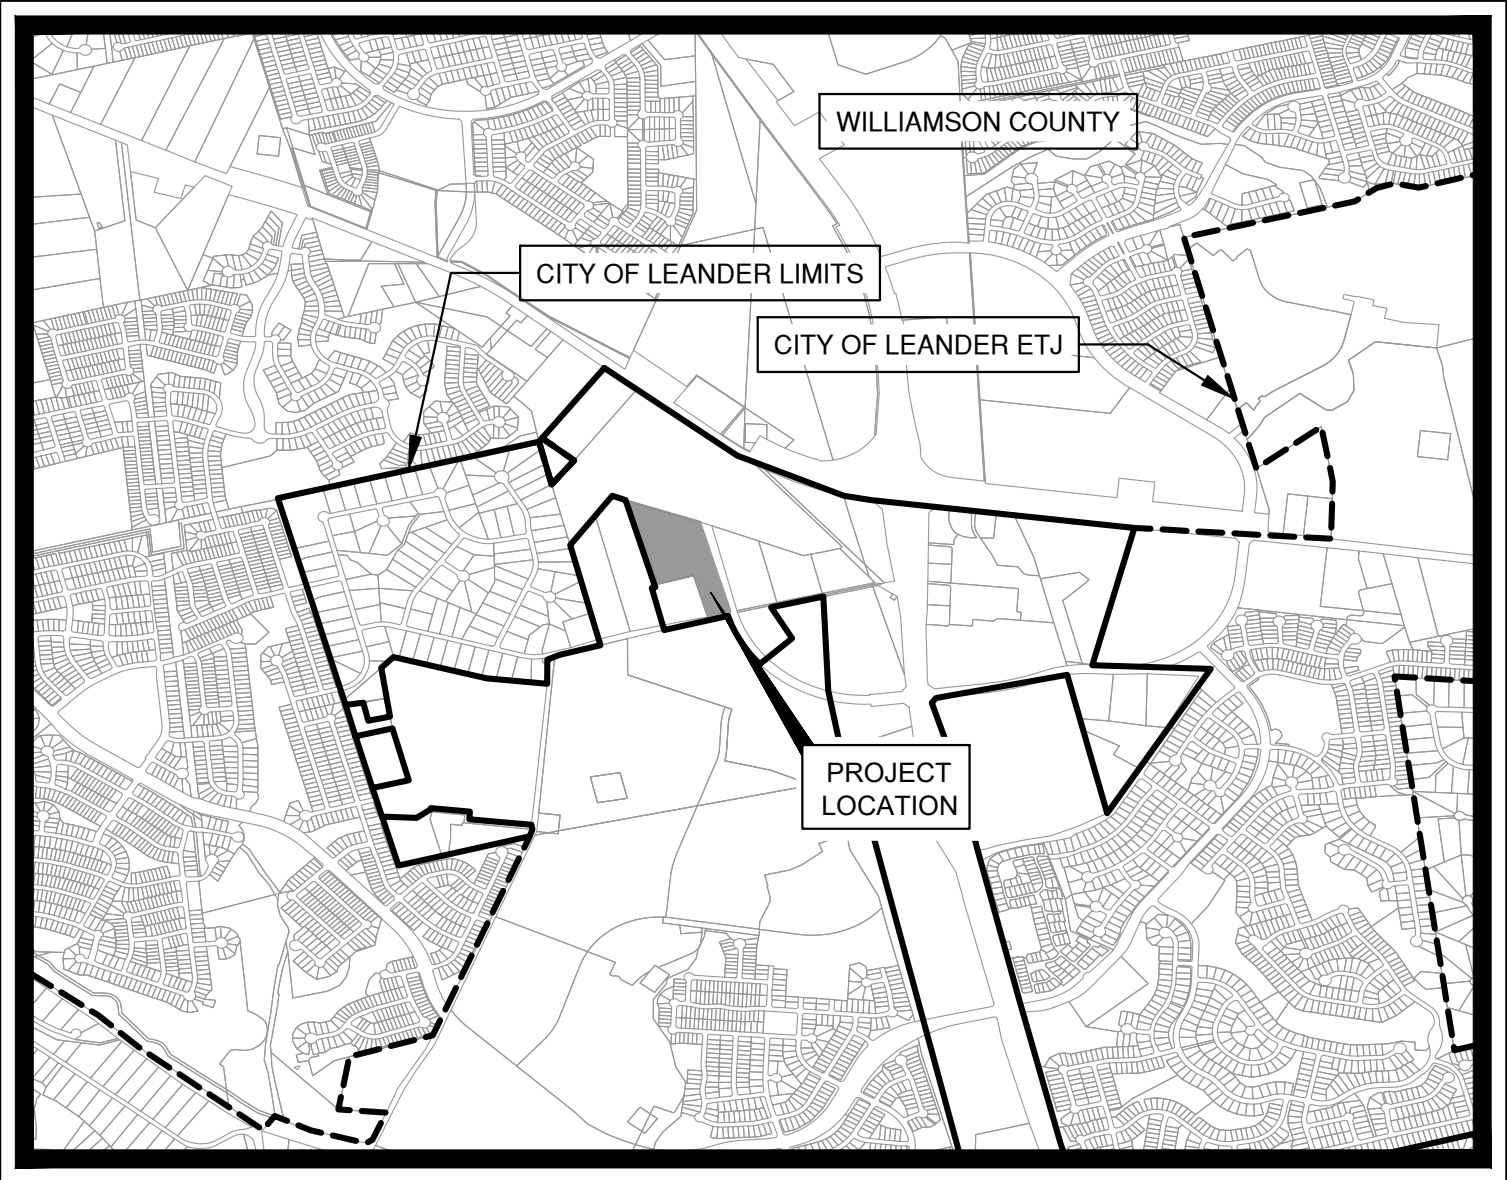 WILLIAMSON COUNTY
CITY OF LEANDER LIMITS
CITY OF LEANDER ETJ
PROJECT
LOCATION